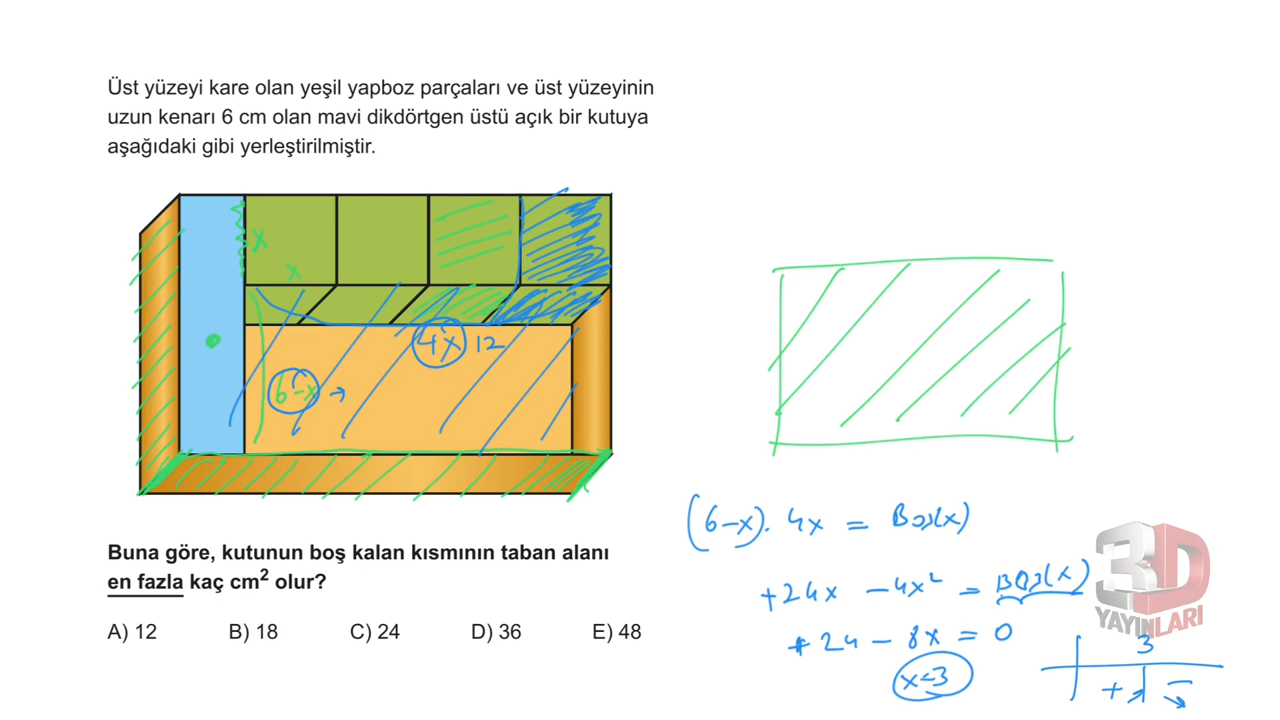 Üst yüzeyi kare olan yeşil yapboz parçaları ve üst yüzeyinin
uzun kenarı 6 cm olan mavi dikdörtgen üstü açık bir kutuya
aşağıdaki gibi yerleştirilmiştir.
x
x
4x 12
6-x
(6-x). 4x = Boş(x)
+24x -4x² = Boş(x)
+24 - 8x = 0
x=3
3
+ -
Buna göre, kutunun boş kalan kısmının taban alanı
en fazla kaç cm² olur?
A) 12 B) 18 C) 24 D) 36 E) 48
3D
YAYINLARI